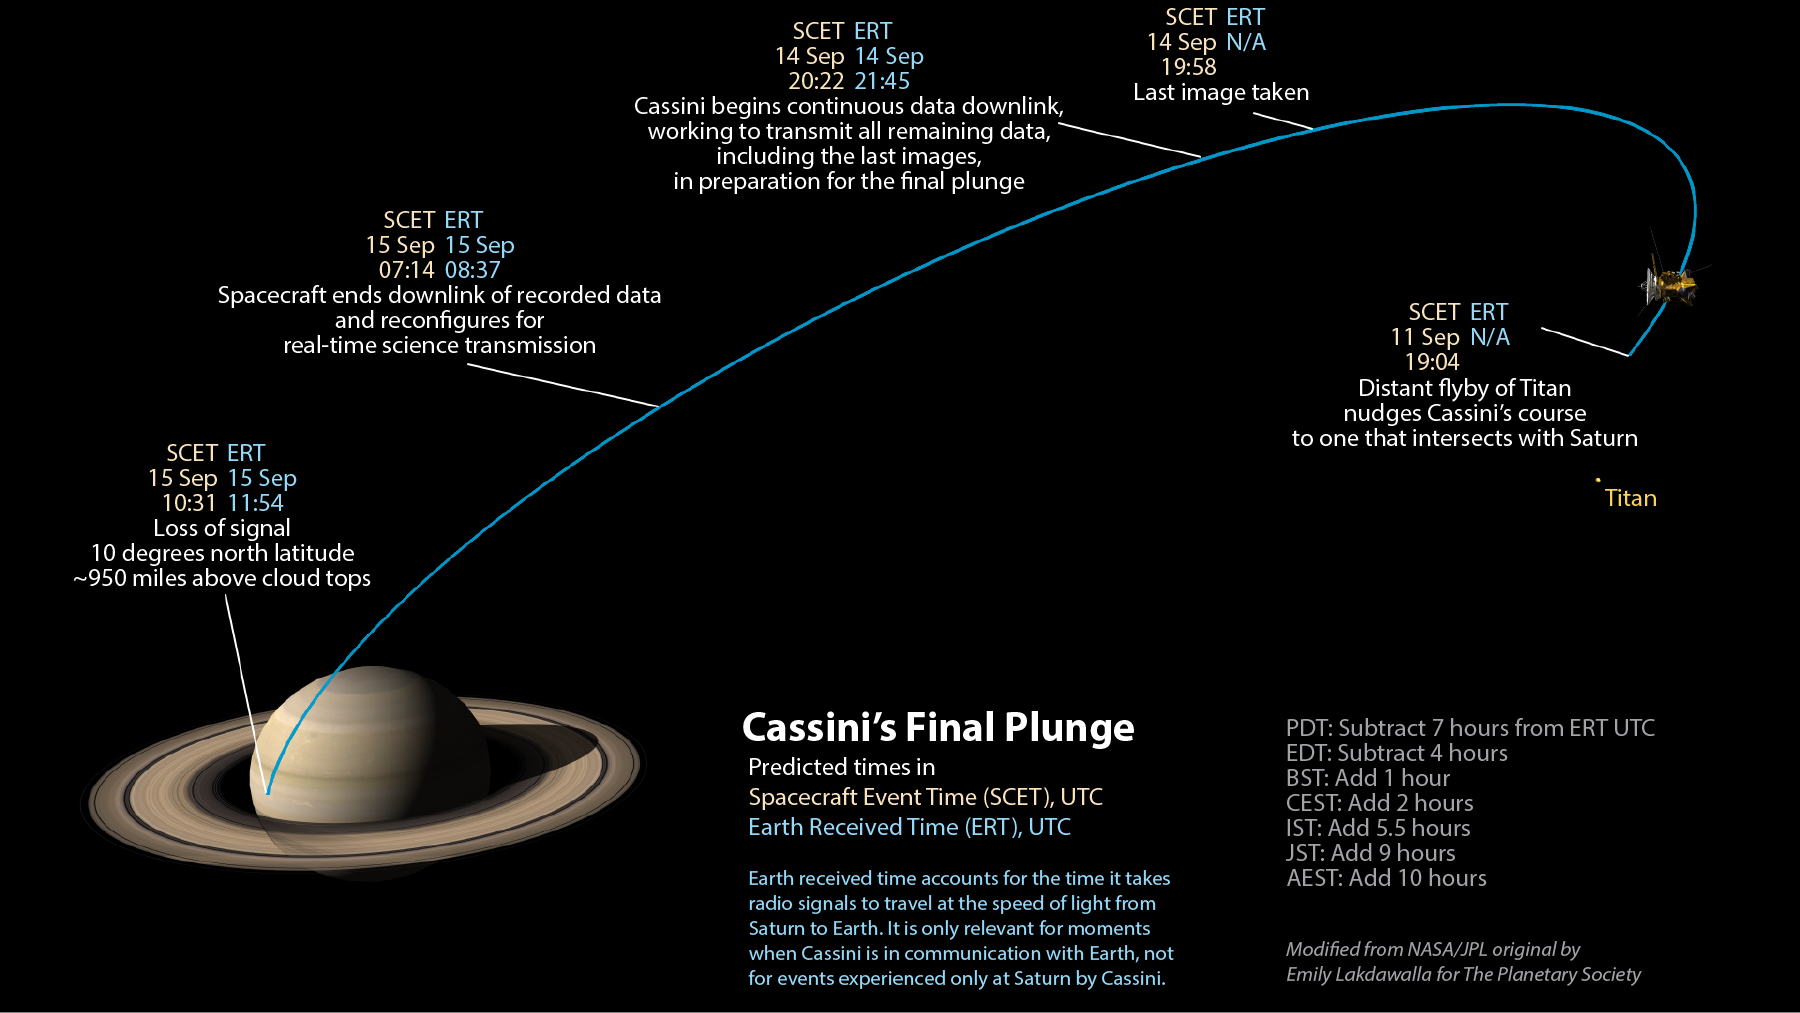 SCET ERT
14 Sep N/A
19:58
Last image taken
SCET ERT
14 Sep 14 Sep
20:22 21:45
Cassini begins continuous data downlink,
working to transmit all remaining data,
including the last images,
in preparation for the final plunge
SCET ERT
15 Sep 15 Sep
07:14 08:37
Spacecraft ends downlink of recorded data
and reconfigures for
real-time science transmission
SCET ERT
11 Sep N/A
19:04
Distant flyby of Titan
nudges Cassini's course
to one that intersects with Saturn
Titan
SCET ERT
15 Sep 15 Sep
10:31 11:54
Loss of signal
10 degrees north latitude
~950 miles above cloud tops
Cassini's Final Plunge
Predicted times in
Spacecraft Event Time (SCET), UTC
Earth Received Time (ERT), UTC
Earth received time accounts for the time it takes
radio signals to travel at the speed of light from
Saturn to Earth. It is only relevant for moments
when Cassini is in communication with Earth, not
for events experienced only at Saturn by Cassini.
PDT: Subtract 7 hours from ERT UTC
EDT: Subtract 4 hours
BST: Add 1 hour
CEST: Add 2 hours
IST: Add 5.5 hours
JST: Add 9 hours
AEST: Add 10 hours
Modified from NASA/JPL original by
Emily Lakdawalla for The Planetary Society